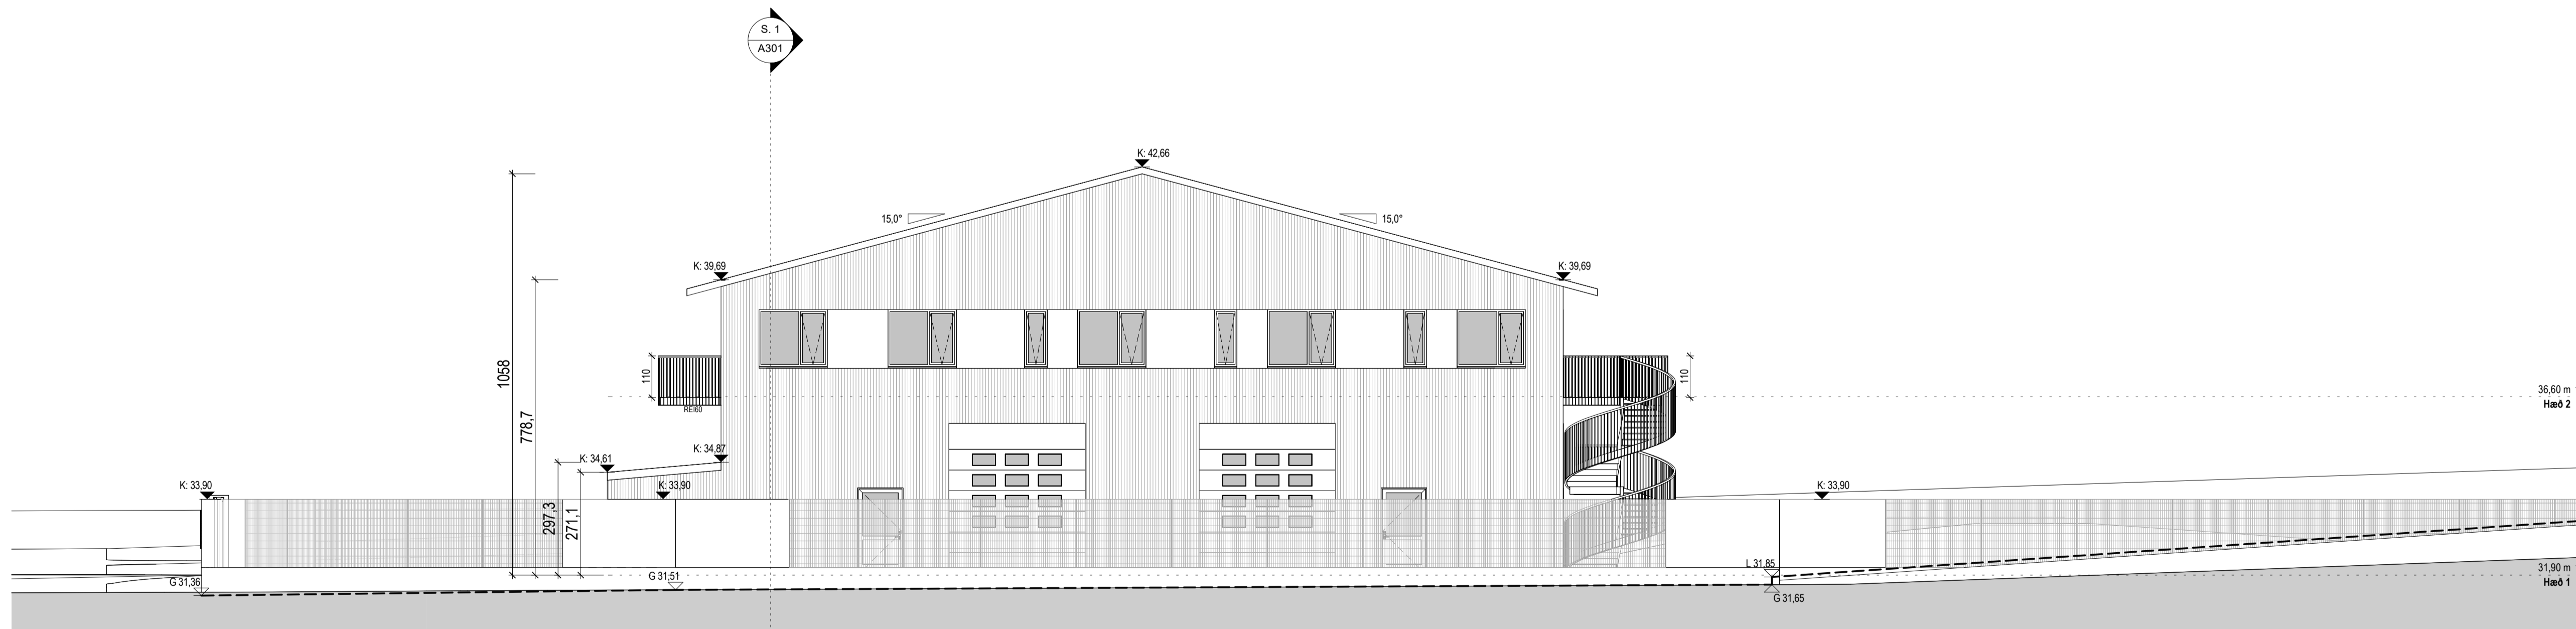 S. 1
A301
K: 42,66
15,0°
15,0°
K: 39,69
K: 39,69
1058
778,7
110
REI60
110
36,60 m
Hæð 2
K: 34,87
K: 34,61
K: 33,90
K: 33,90
K: 33,90
297,3
271,1
G 31,36
G 31,51
L 31,85
G 31,65
31,90 m
Hæð 1